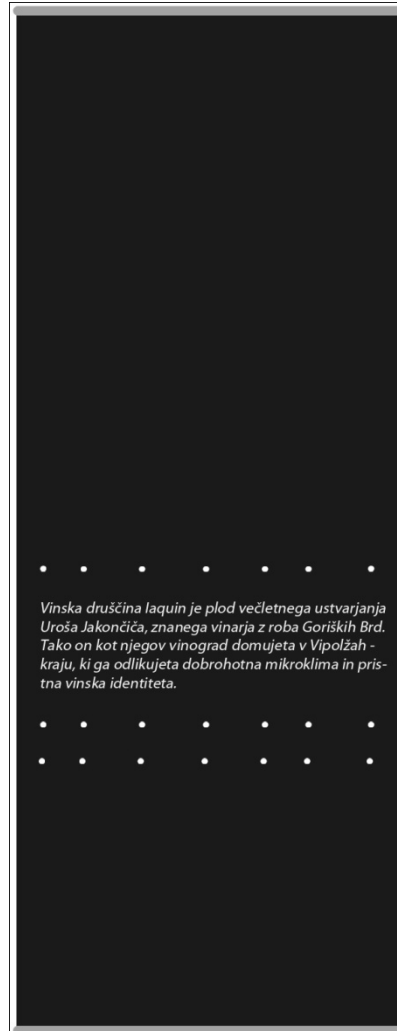 Vinska druščina laquin je plod večletnega ustvarjanja
Uroša Jakončiča, znanega vinarja z roba Goriških Brd.
Tako on kot njegov vinograd domujeta v Vipolžah -
kraju, ki ga odlikujeta dobrohotna mikroklima in pris-
tna vinska identiteta.